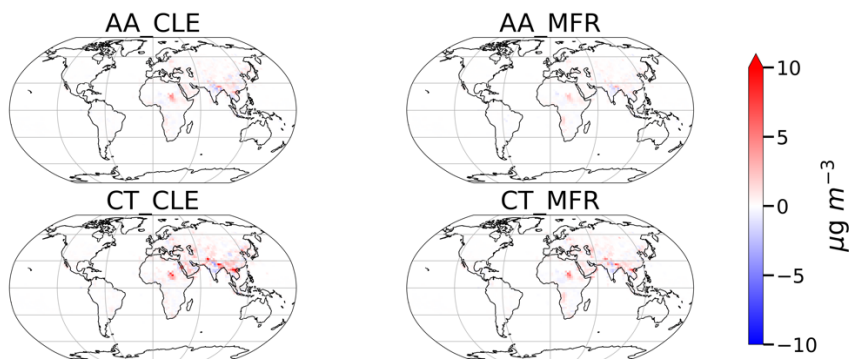 AA_CLE
AA_MFR
CT_CLE
CT_MFR
10
5
0
−5
−10
μg m⁻³